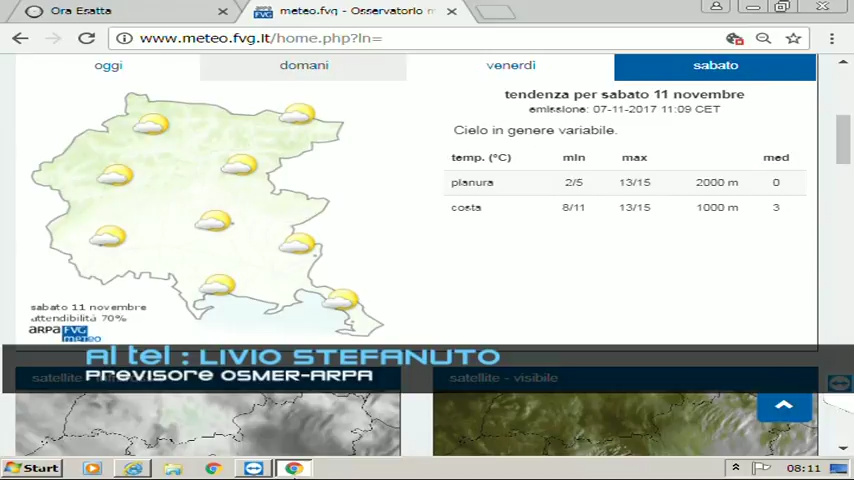 Ora Esatta
meteo.fvg - Osservatorio m
www.meteo.fvg.it/home.php?ln=
oggi
domani
venerdì
sabato
tendenza per sabato 11 novembre
emissione: 07-11-2017 11:09 CET
Cielo in genere variabile.
temp. (°C) min max med
pianura 2/5 13/15 2000 m 0
costa 8/11 13/15 1000 m 3
sabato 11 novembre
attendibilità 70%
ARPA FVG
meteo
Al tel : LIVIO STEFANUTO
PREVISORE OSMER-ARPA
satellite - visibile
Start
08:11